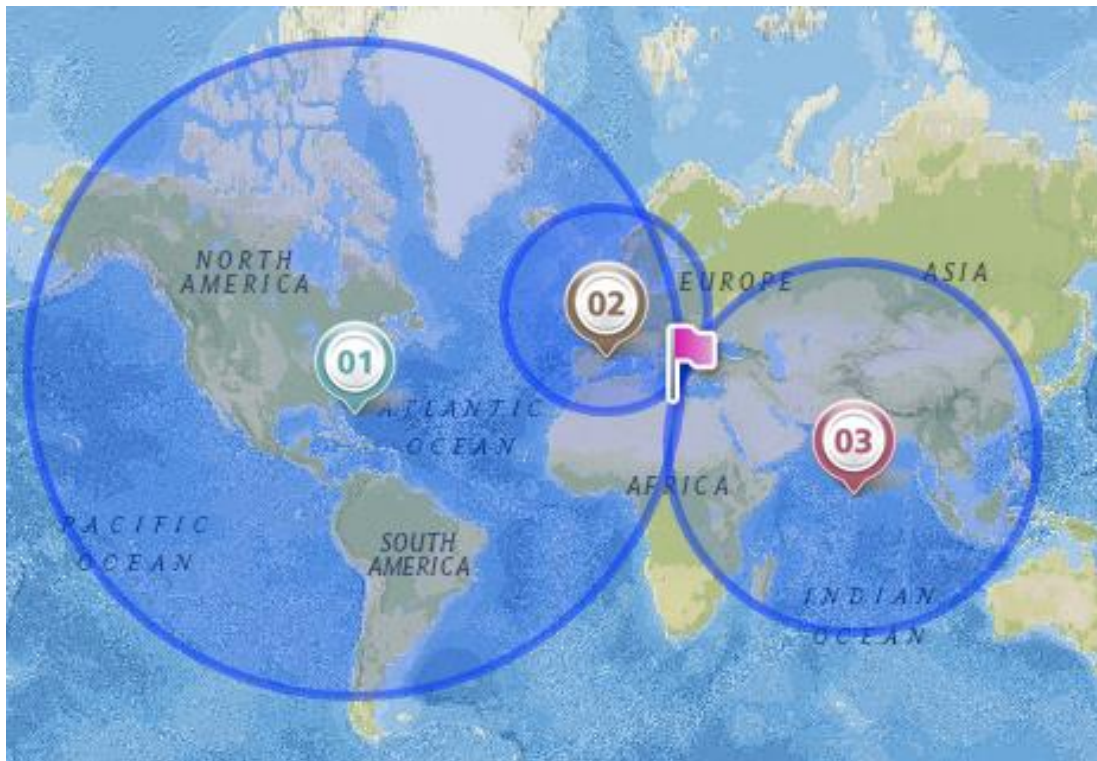 NORTH
AMERICA
EUROPE
ASIA
02
01
ATLANTIC
OCEAN
03
AFRICA
PACIFIC
OCEAN
SOUTH
AMERICA
INDIAN
OCEAN